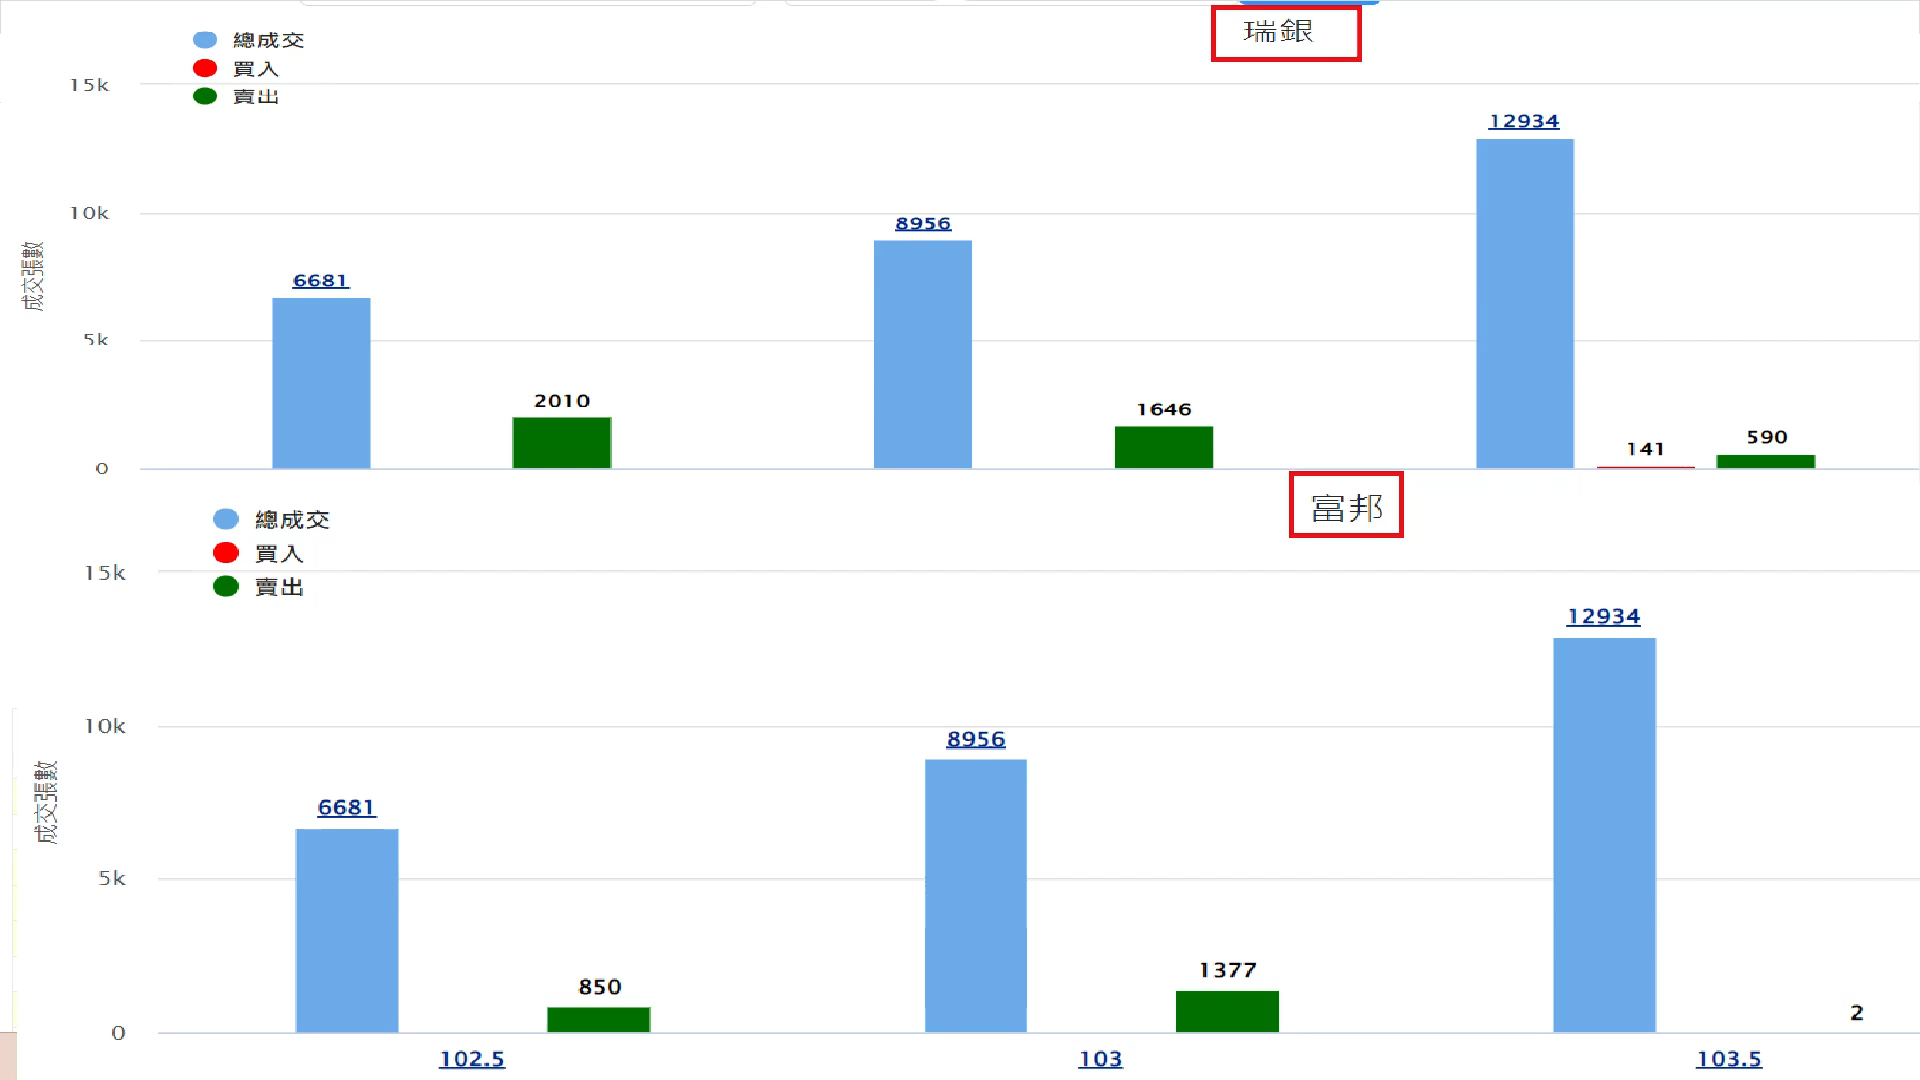 瑞銀
總成交
買入
賣出
成交張數
15k
10k
5k
0
6681
2010
8956
1646
12934
141
590
富邦
總成交
買入
賣出
成交張數
15k
10k
5k
0
6681
850
8956
1377
12934
2
102.5
103
103.5